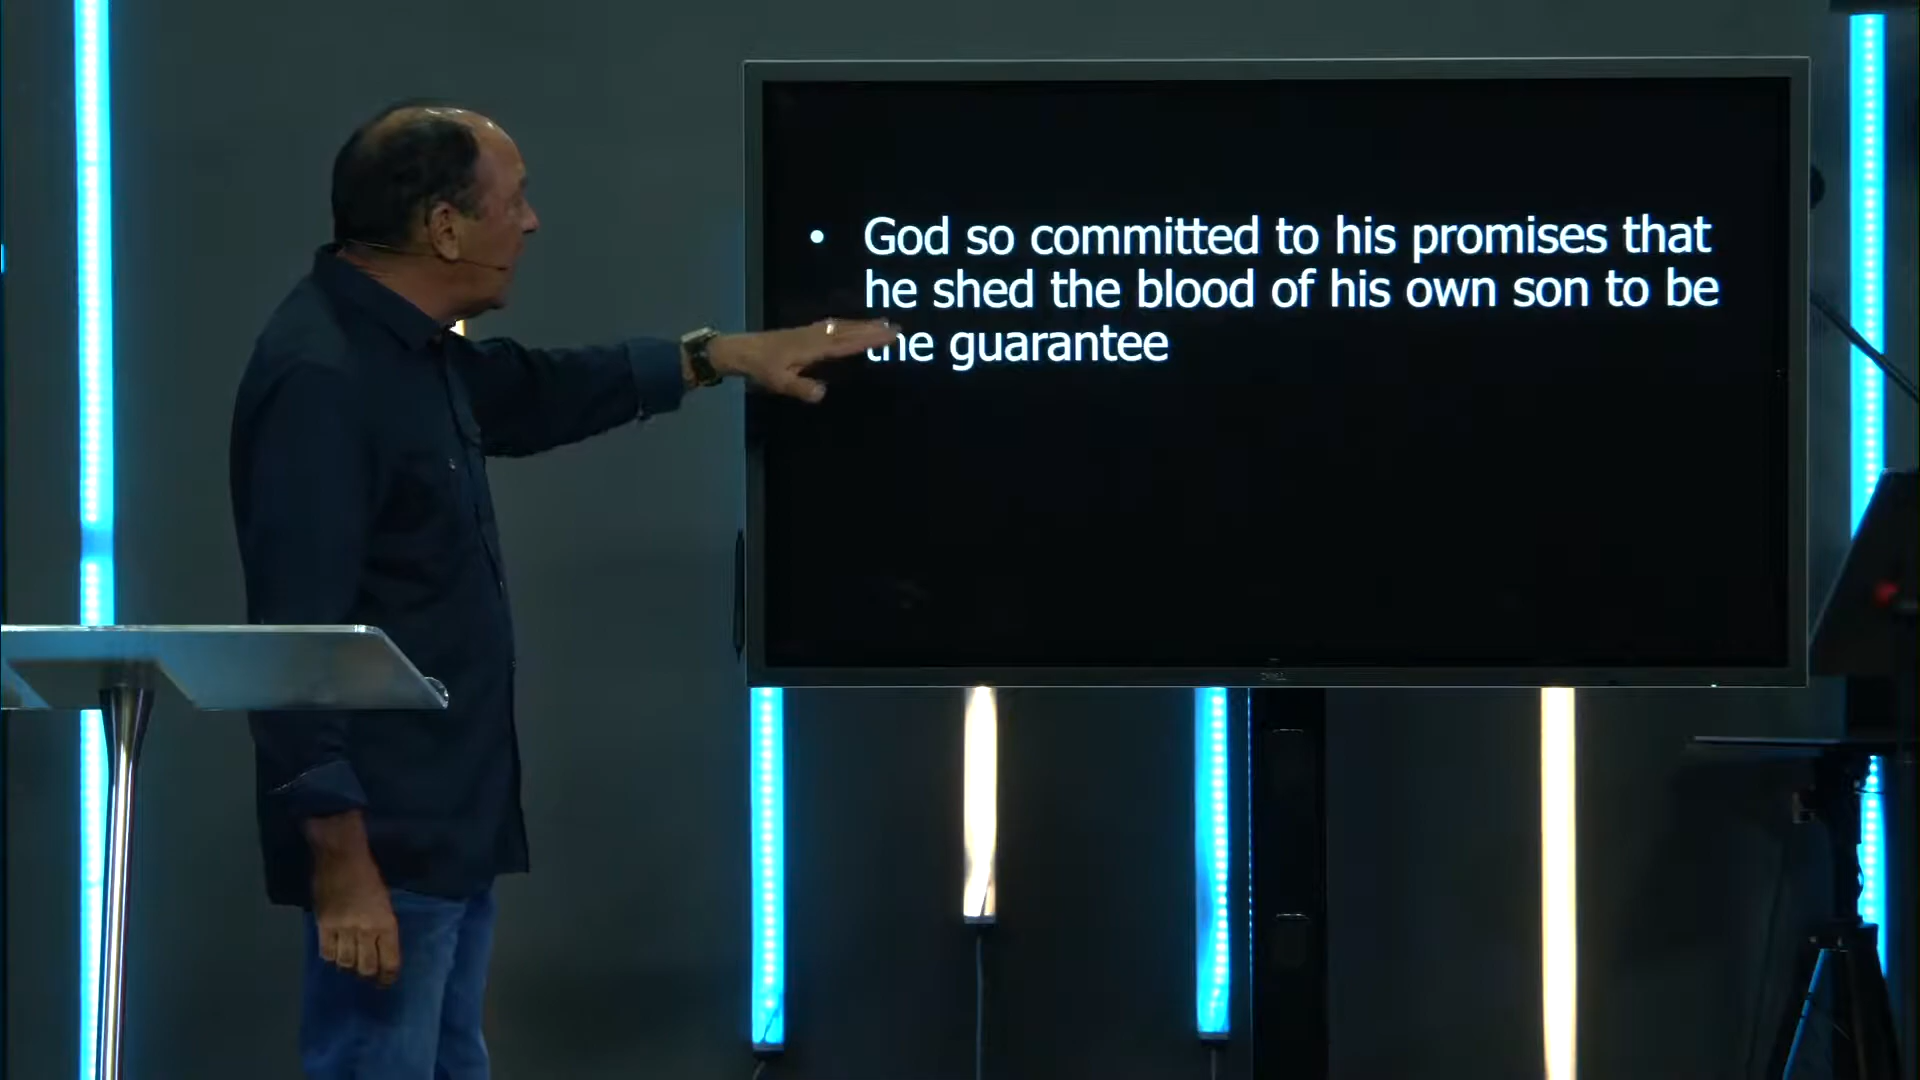 • God so committed to his promises that
he shed the blood of his own son to be
the guarantee
DELL